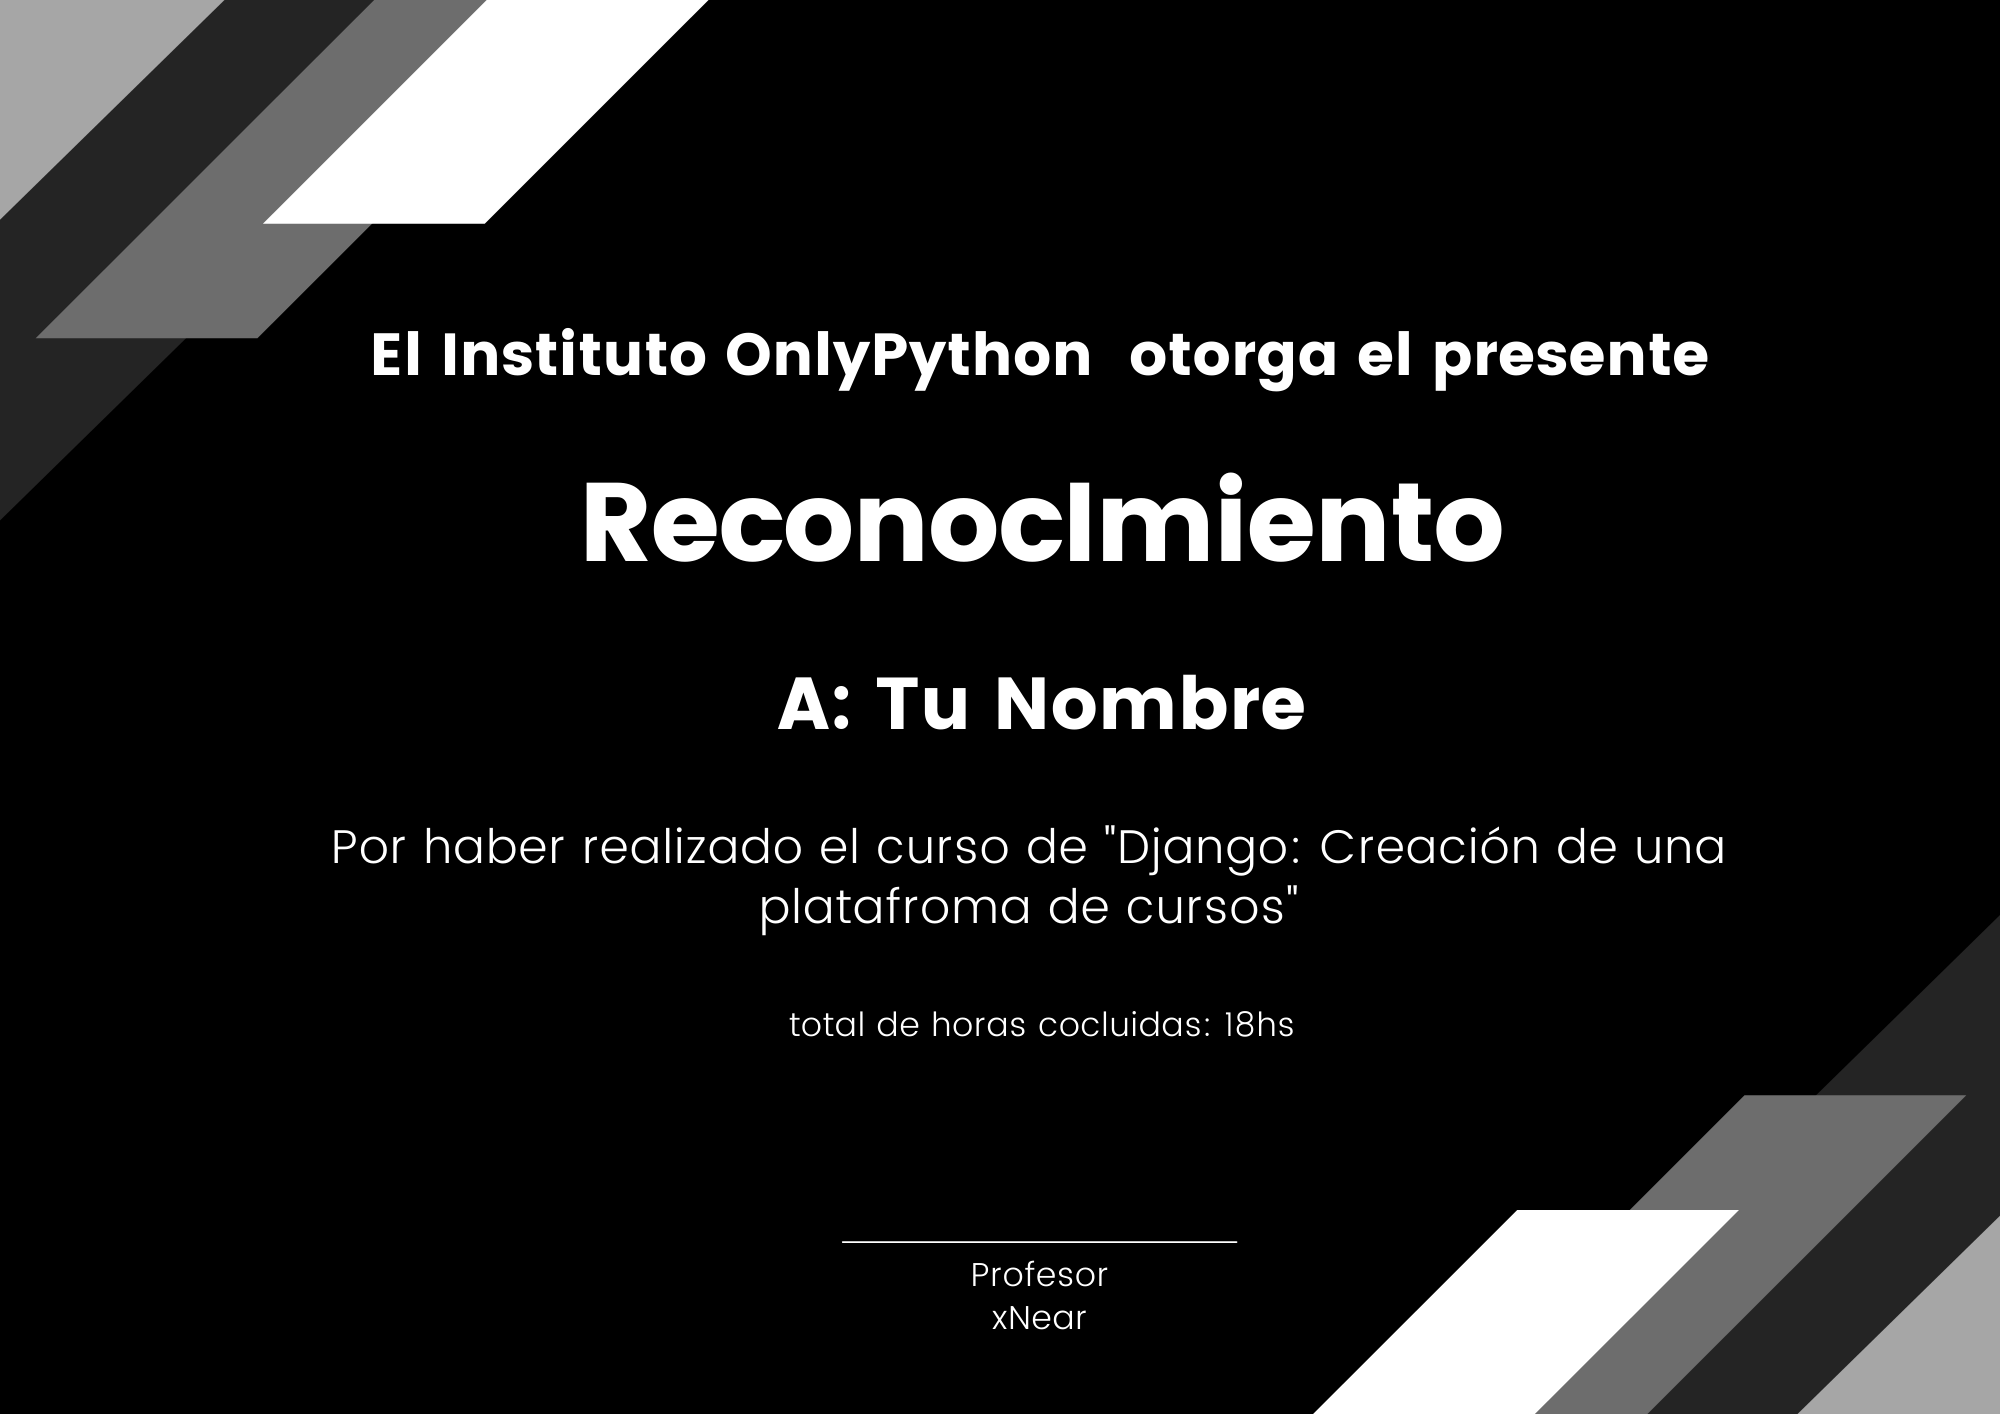 El Instituto OnlyPython  otorga el presente
ReconocImiento
A: Tu Nombre
Por haber realizado el curso de "Django: Creación de una
platafroma de cursos"
total de horas cocluidas: 18hs
Profesor
xNear